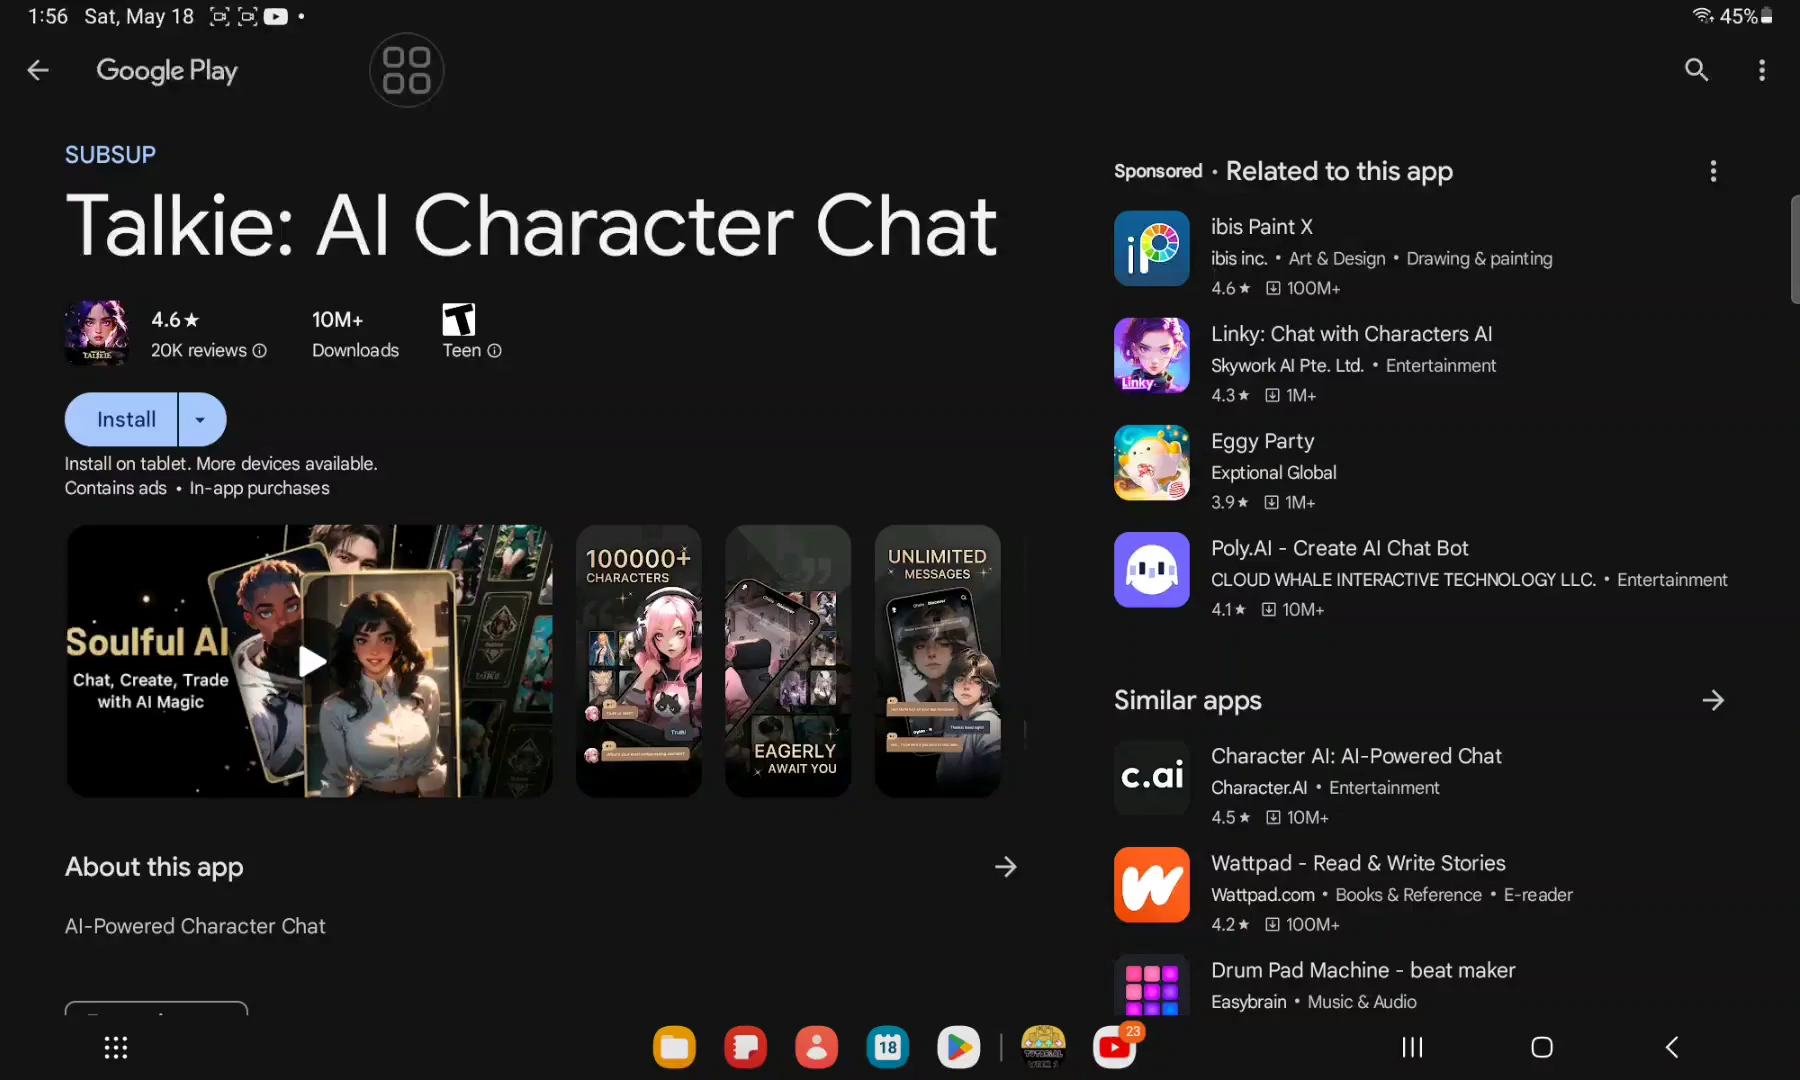 1:56 Sat, May 18
45%
Google Play
SUBSUP
Talkie: AI Character Chat
4.6★
20K reviews
10M+
Downloads
T
Teen
Install
Install on tablet. More devices available.
Contains ads • In-app purchases
TALKIE
Soulful AI
Chat, Create, Trade
with AI Magic
100000+
CHARACTERS
EAGERLY
AWAIT YOU
UNLIMITED
MESSAGES
About this app
AI-Powered Character Chat
Sponsored • Related to this app
iP
ibis Paint X
ibis inc. • Art & Design • Drawing & painting
4.6★ 100M+
Linky
Linky: Chat with Characters AI
Skywork AI Pte. Ltd. • Entertainment
4.3★ 1M+
Eggy Party
Exptional Global
3.9★ 1M+
Poly.AI - Create AI Chat Bot
CLOUD WHALE INTERACTIVE TECHNOLOGY LLC. • Entertainment
4.1★ 10M+
Similar apps
c.ai
Character AI: AI-Powered Chat
Character.AI • Entertainment
4.5★ 10M+
Wattpad - Read & Write Stories
Wattpad.com • Books & Reference • E-reader
4.2★ 100M+
Drum Pad Machine - beat maker
Easybrain • Music & Audio
18
TUTORIAL
23